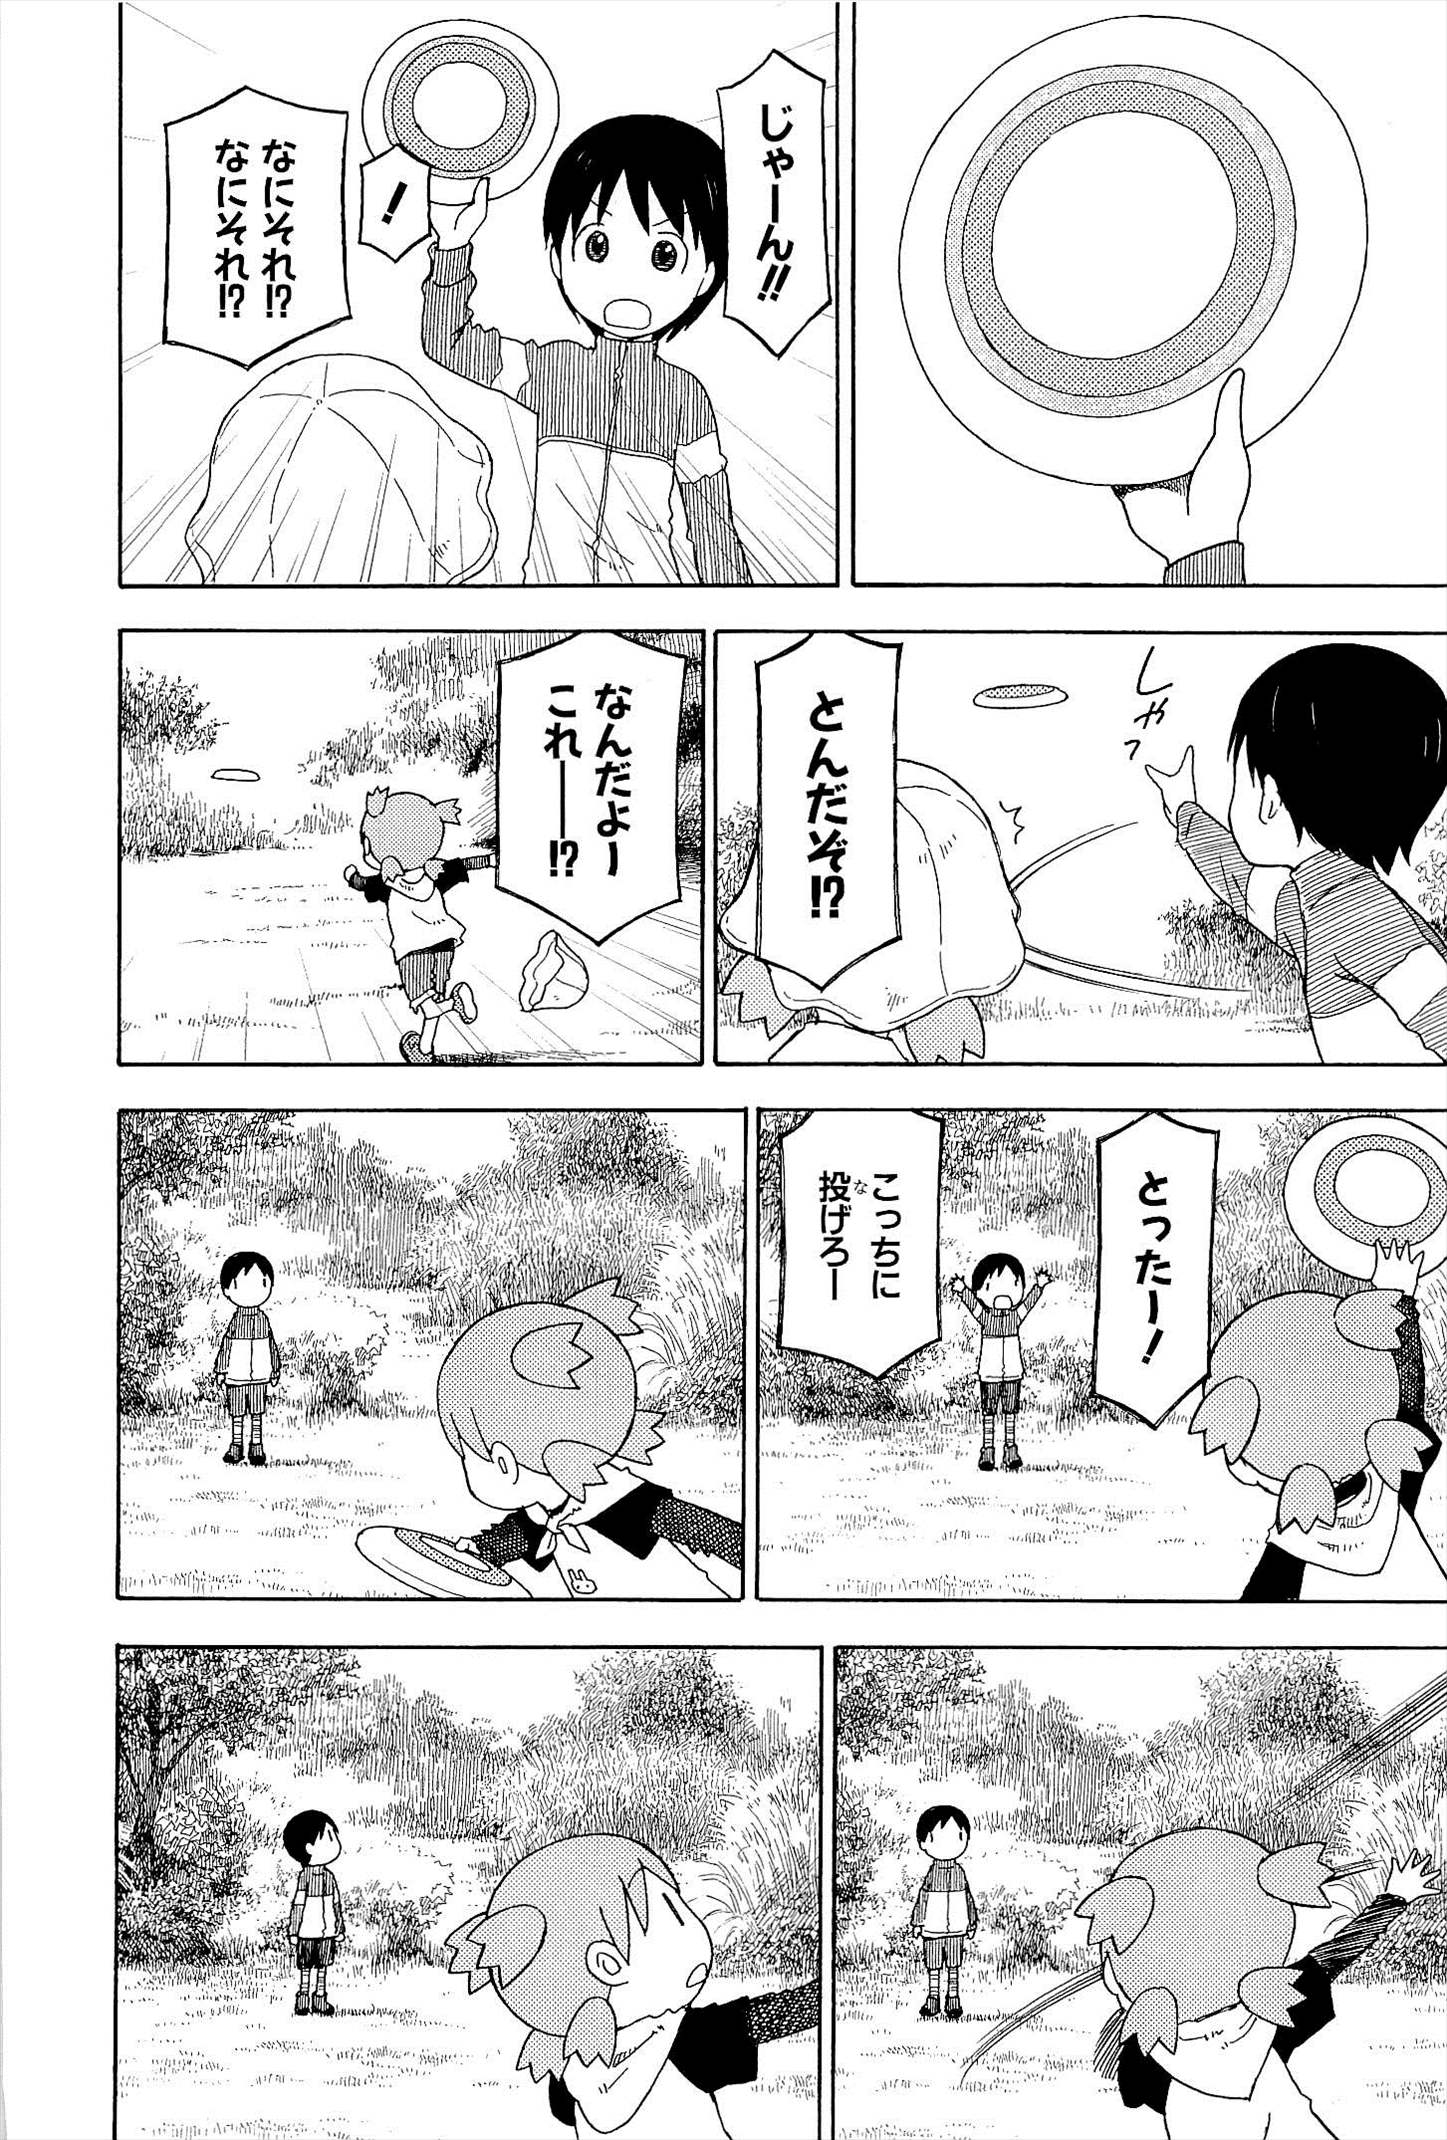 じゃーん!!
！
なにそれ!?
なにそれ!?
しゃっ
とんだぞ!?
なんだよー
これ――!?
とったー！
こっちに
投げろー
な